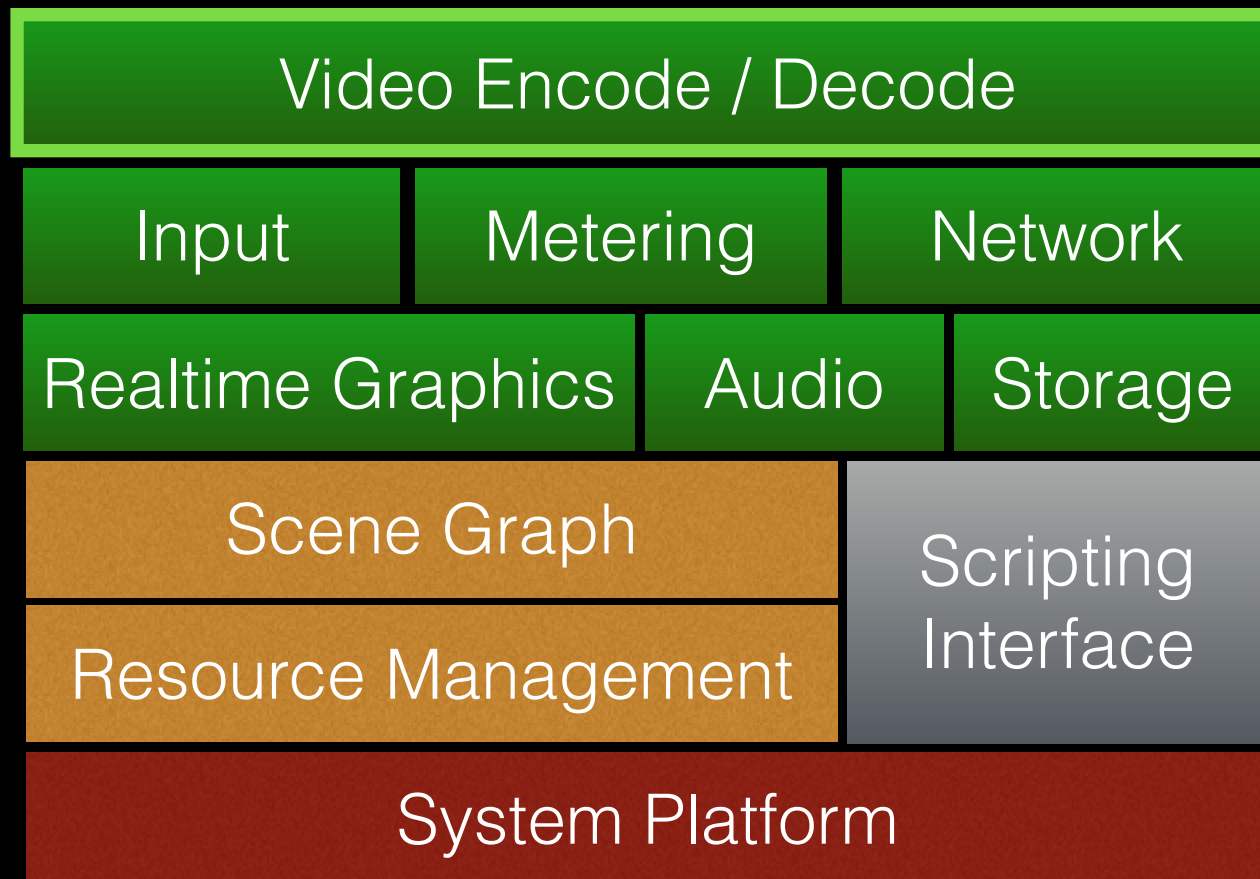 Video Encode / Decode
Input
Metering
Network
Realtime Graphics
Audio
Storage
Scene Graph
Scripting
Interface
Resource Management
System Platform